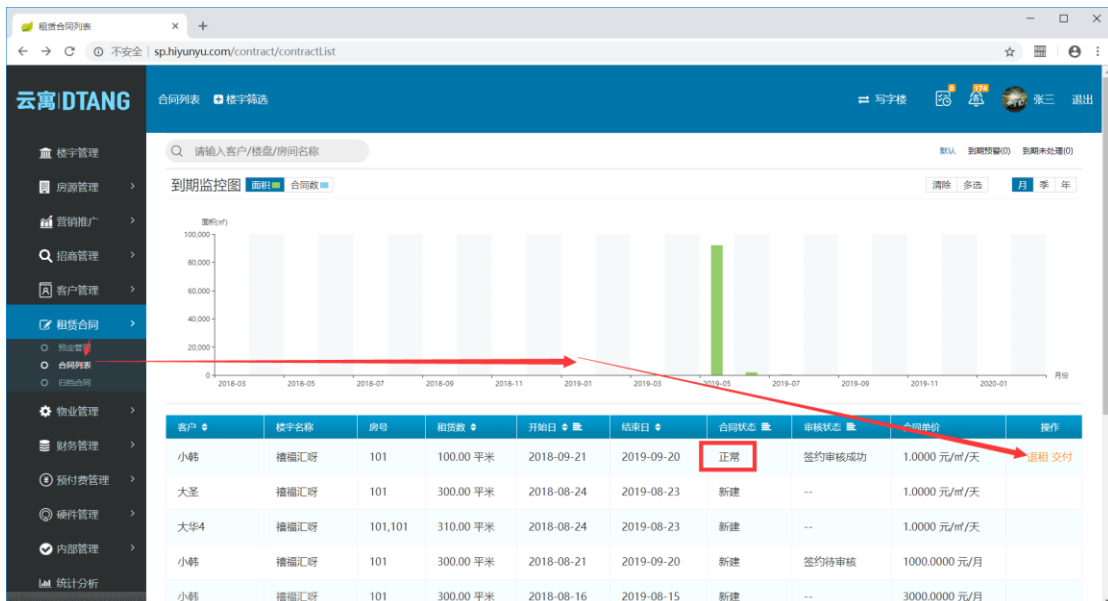 租赁合同列表
不安全 | sp.hiyunyu.com/contract/contractList
云寓|DTANG
合同列表 楼宇筛选 写字楼 0 174 张三 退出
楼宇管理
房源管理
营销推广
招商管理
客户管理
租赁合同
预定管理
合同列表
归档合同
物业管理
财务管理
预付费管理
硬件管理
内部管理
统计分析
请输入客户/楼盘/房间名称 默认 到期预警(0) 到期未处理(0)
到期监控图 面积 合同数 清除 多选 月 季 年
面积(㎡)
100,000
80,000
60,000
40,000
20,000
0
2018-03 2018-05 2018-07 2018-09 2018-11 2019-01 2019-03 2019-05 2019-07 2019-09 2019-11 2020-01 月份
客户 楼宇名称 房号 租赁数 开始日 结束日 合同状态 审核状态 合同单价 操作
小韩 禧福汇呀 101 100.00 平米 2018-09-21 2019-09-20 正常 签约审核成功 1.0000 元/㎡/天 退租 交付
大圣 禧福汇呀 101 300.00 平米 2018-08-24 2019-08-23 新建 -- 1.0000 元/㎡/天
大华4 禧福汇呀 101,101 310.00 平米 2018-08-24 2019-08-23 新建 -- 1.0000 元/㎡/天
小韩 禧福汇呀 101 300.00 平米 2018-08-21 2019-09-20 新建 签约待审核 1000.0000 元/月
小韩 禧福汇呀 101 300.00 平米 2018-08-16 2019-08-15 新建 -- 3000.0000 元/月